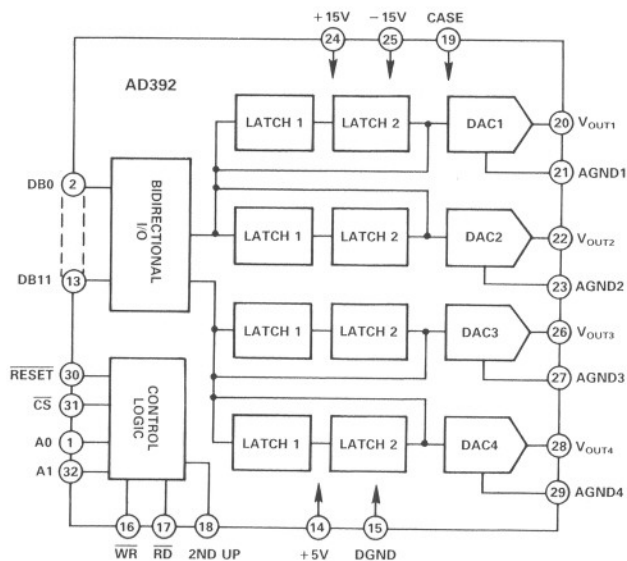 +15V -15V CASE
24 25 19
AD392
LATCH 1 LATCH 2 DAC1 20 VOUT1
21 AGND1
DB0 2
BIDIRECTIONAL I/O
LATCH 1 LATCH 2 DAC2 22 VOUT2
23 AGND2
DB11 13
LATCH 1 LATCH 2 DAC3 26 VOUT3
27 AGND3
RESET 30
CS 31
CONTROL LOGIC
A0 1
A1 32
LATCH 1 LATCH 2 DAC4 28 VOUT4
29 AGND4
16 17 18 14 15
WR RD 2ND UP +5V DGND